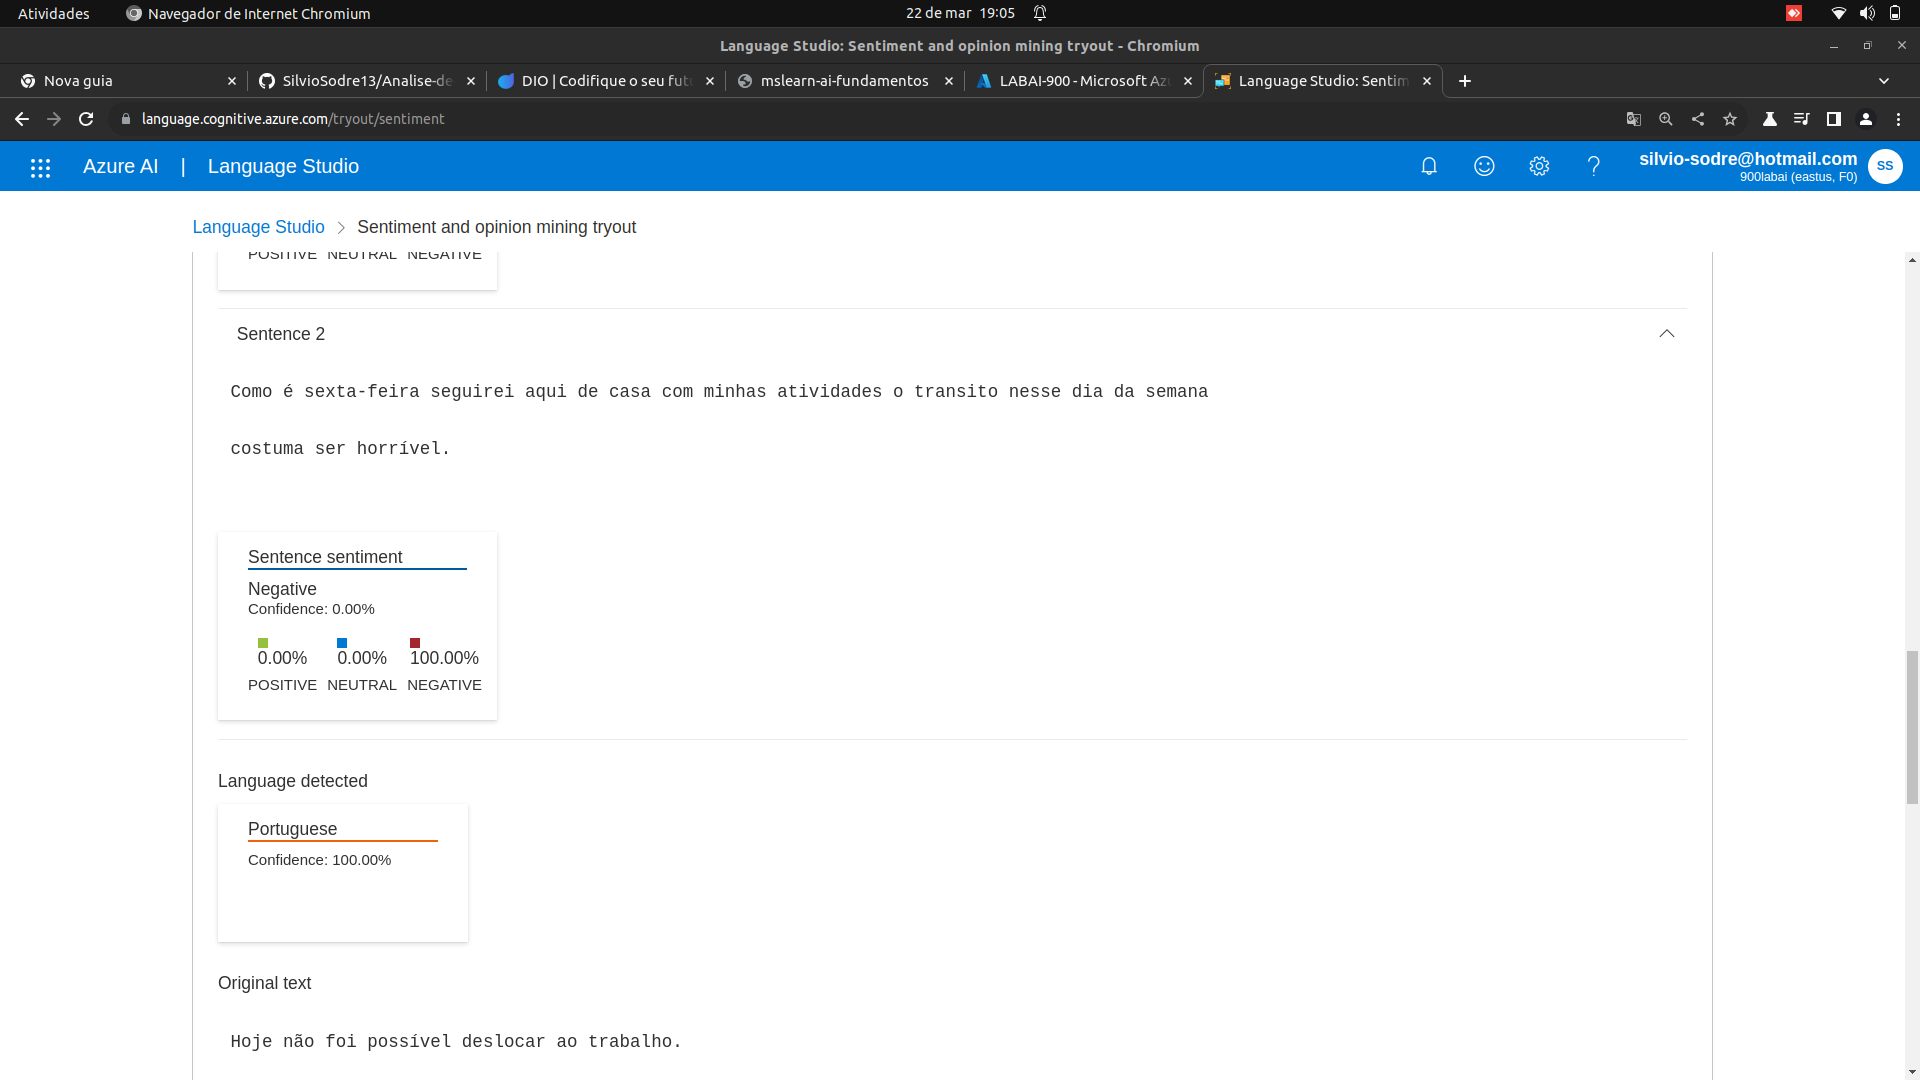 Atividades
Navegador de Internet Chromium
22 de mar 19:05
Language Studio: Sentiment and opinion mining tryout - Chromium
Nova guia
SilvioSodre13/Analise-de
DIO | Codifique o seu futu
mslearn-ai-fundamentos
LABAI-900 - Microsoft Az
Language Studio: Sentim
language.cognitive.azure.com/tryout/sentiment
Azure AI | Language Studio
silvio-sodre@hotmail.com
900labai (eastus, F0)
SS
Language Studio > Sentiment and opinion mining tryout
POSITIVE NEUTRAL NEGATIVE
Sentence 2
Como é sexta-feira seguirei aqui de casa com minhas atividades o transito nesse dia da semana
costuma ser horrível.
Sentence sentiment
Negative
Confidence: 0.00%
0.00% 0.00% 100.00%
POSITIVE NEUTRAL NEGATIVE
Language detected
Portuguese
Confidence: 100.00%
Original text
Hoje não foi possível deslocar ao trabalho.